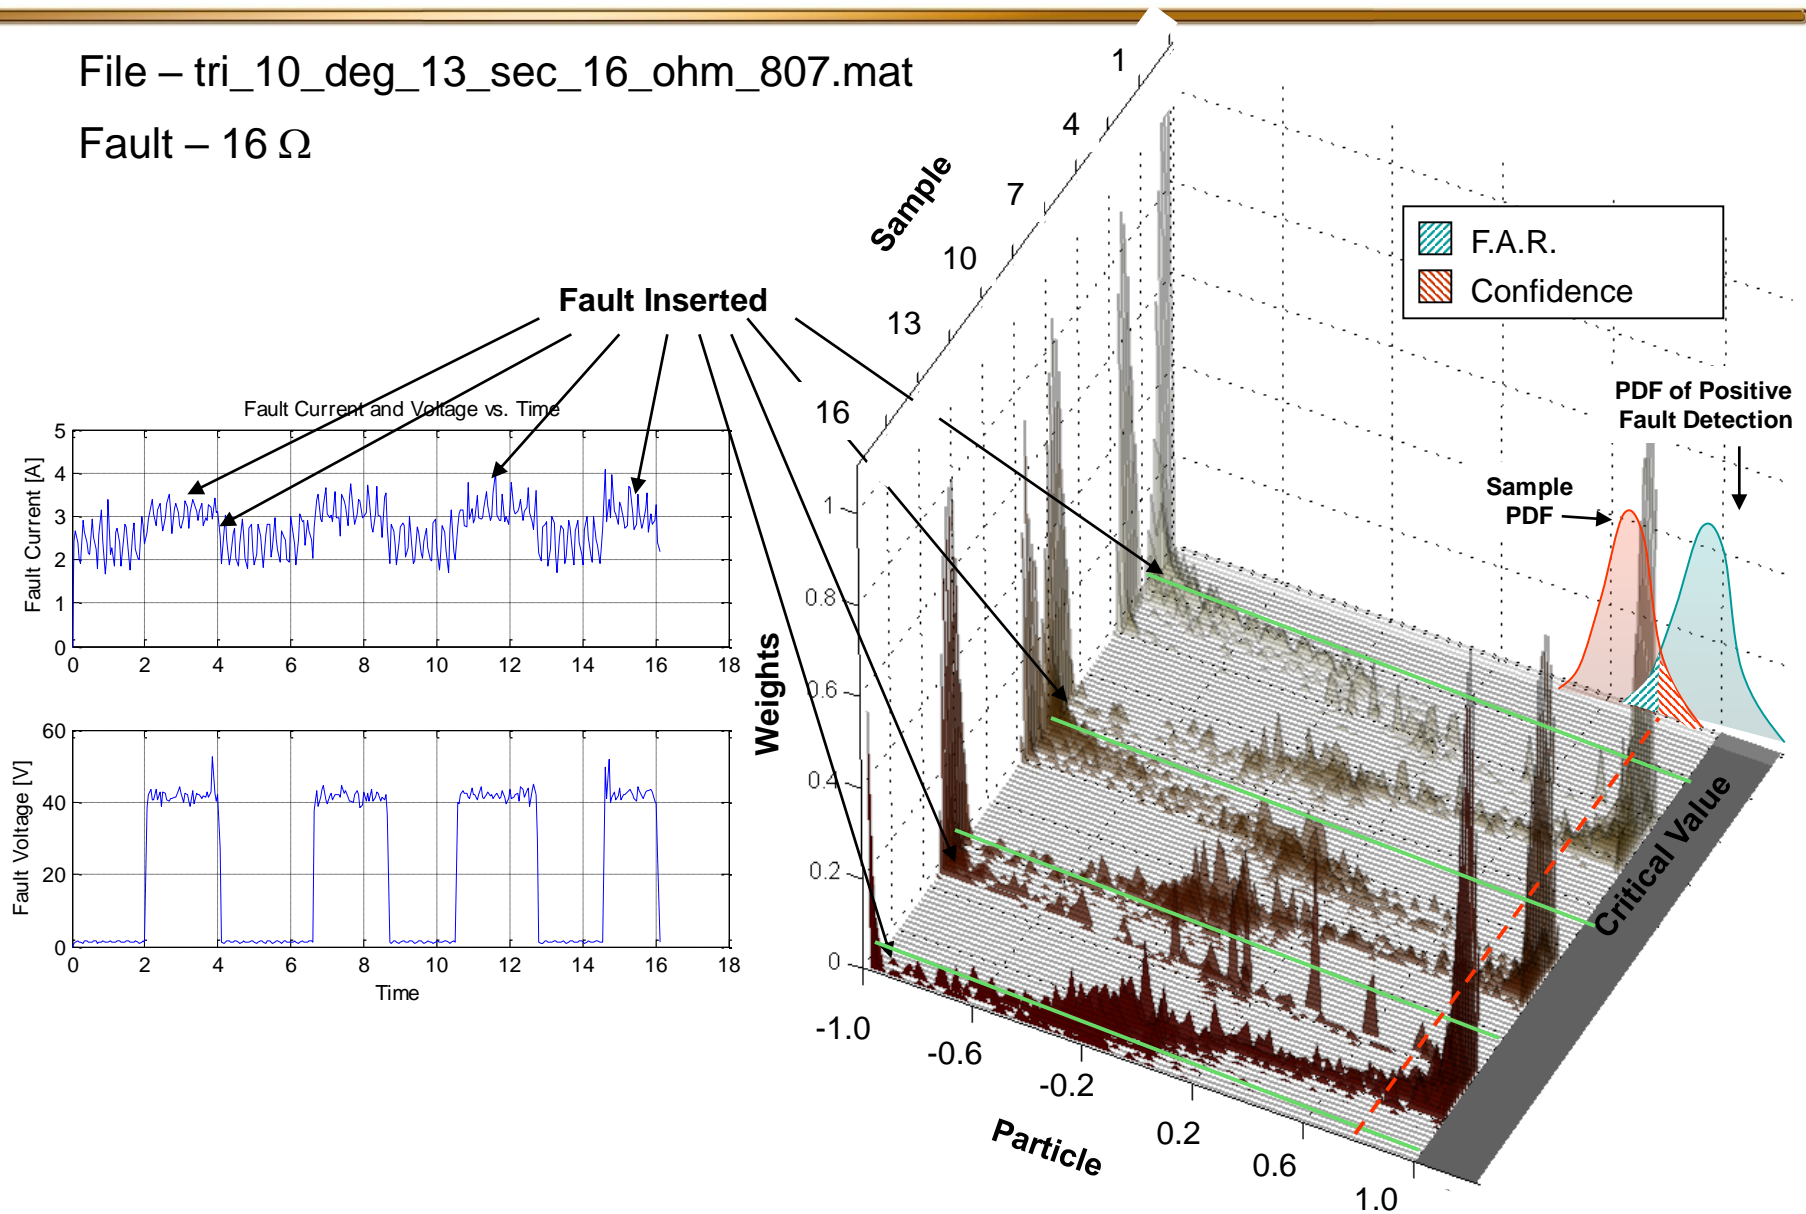 File – tri_10_deg_13_sec_16_ohm_807.mat
Fault – 16 Ω
Fault Inserted
Fault Current and Voltage vs. Time
Fault Current [A]
5
4
3
2
1
0
0 2 4 6 8 10 12 14 16 18
Fault Voltage [V]
60
40
20
0
0 2 4 6 8 10 12 14 16 18
Time
Sample
1
4
7
10
13
16
Weights
1
0.8
0.6
0.4
0.2
0
-1.0
-0.6
-0.2
0.2
0.6
1.0
Particle
F.A.R.
Confidence
PDF of Positive
Fault Detection
Sample
PDF
Critical Value